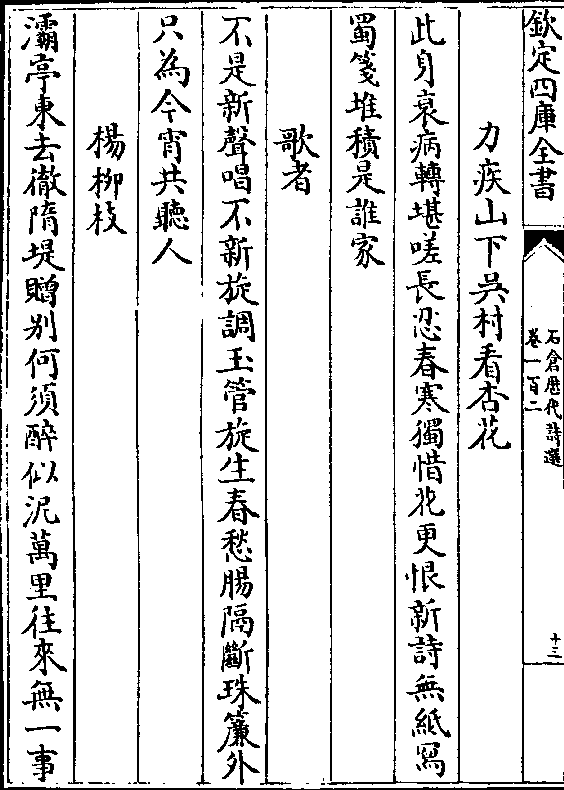 欽定四庫全書
石倉歴代詩選
卷一百二
十三
力疾山下吳村看杏花
此身衰病轉堪嗟長忍春寒獨惜花更恨新詩無紙寫
蜀箋堆積是誰家
歌者
不是新聲唱不新旋調玉管旋生春愁腸隔斷珠簾外
只為今宵共聽人
楊柳枝
灞亭東去徹隋堤贈别何須醉似泥萬里往來無一事